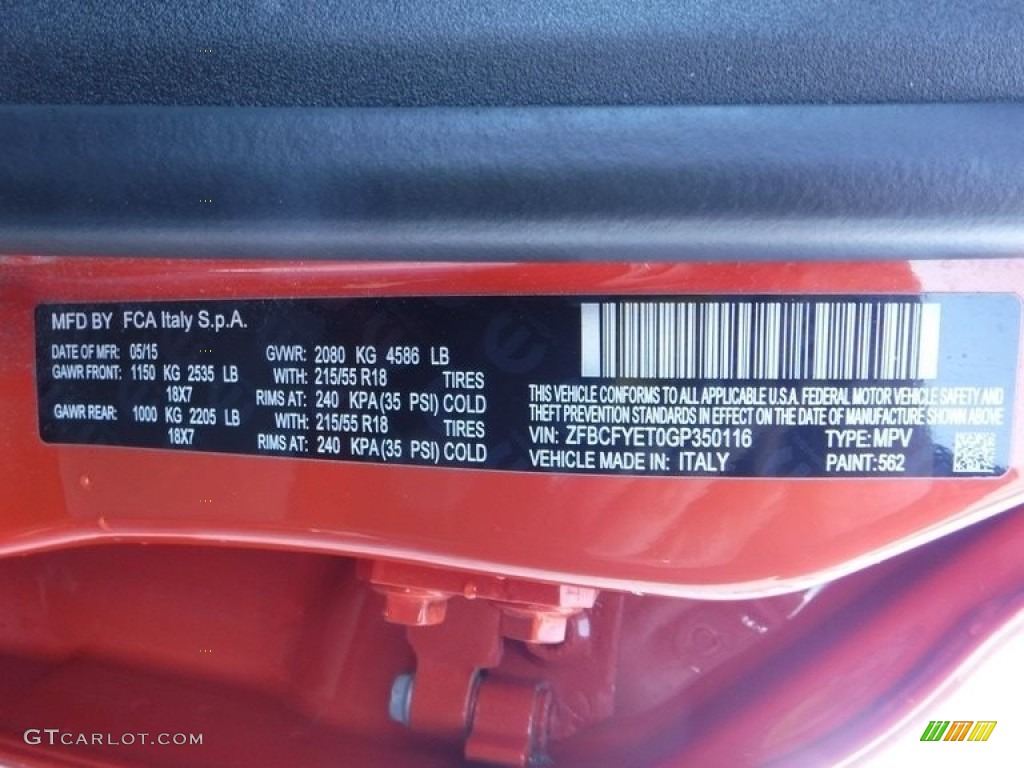 MFD BY FCA Italy S.p.A.
DATE OF MFR: 05/15 GVWR: 2080 KG 4586 LB
GAWR FRONT: 1150 KG 2535 LB WITH: 215/55 R18 TIRES
18X7 RIMS AT: 240 KPA(35 PSI) COLD
GAWR REAR: 1000 KG 2205 LB WITH: 215/55 R18 TIRES
18X7 RIMS AT: 240 KPA(35 PSI) COLD
THIS VEHICLE CONFORMS TO ALL APPLICABLE U.S.A. FEDERAL MOTOR VEHICLE SAFETY AND
THEFT PREVENTION STANDARDS IN EFFECT ON THE DATE OF MANUFACTURE SHOWN ABOVE
VIN: ZFBCFYET0GP350116 TYPE: MPV
VEHICLE MADE IN: ITALY PAINT: 562
GTCARLOT.COM